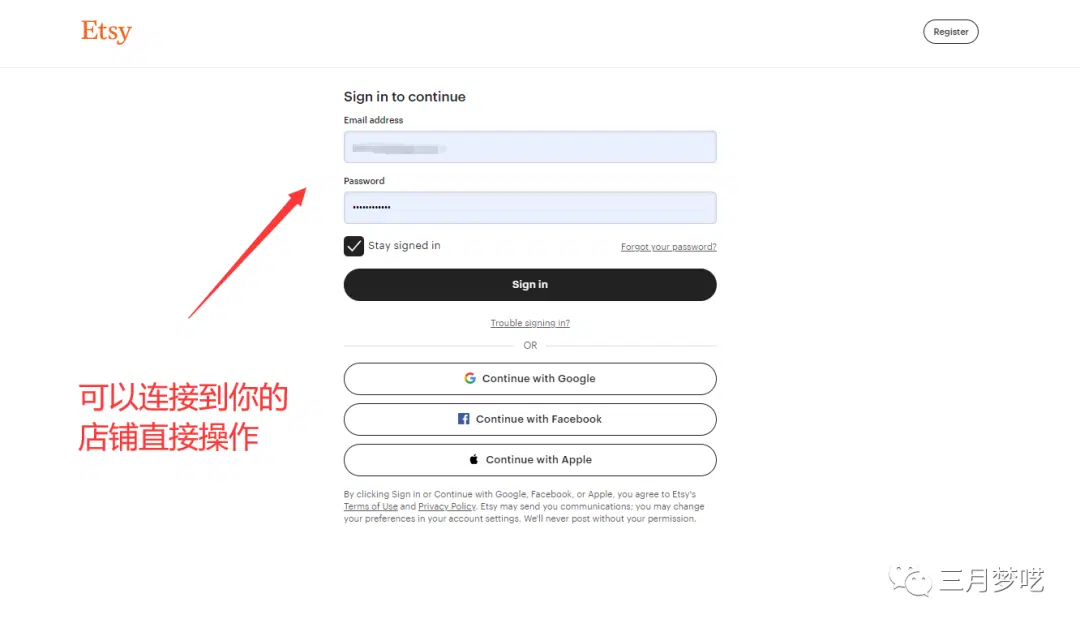 Etsy
Register
Sign in to continue
Email address
Password
••••••••••••
Stay signed in
Forgot your password?
Sign in
Trouble signing in?
OR
Continue with Google
Continue with Facebook
Continue with Apple
By clicking Sign in or Continue with Google, Facebook, or Apple, you agree to Etsy's
Terms of Use and Privacy Policy. Etsy may send you communications; you may change
your preferences in your account settings. We'll never post without your permission.
可以连接到你的
店铺直接操作
三月梦呓